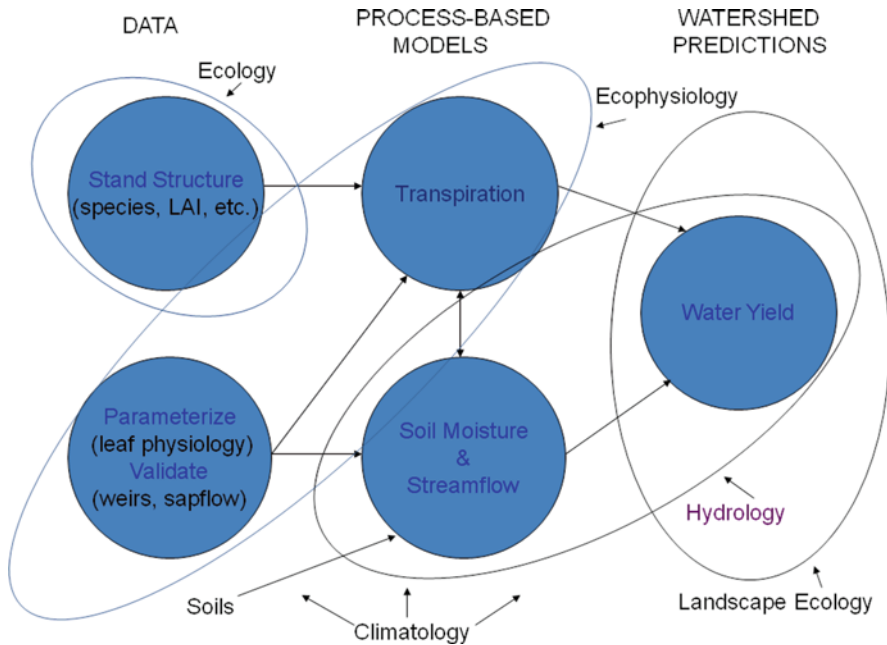 DATA
PROCESS-BASED
MODELS
WATERSHED
PREDICTIONS
Ecology
Ecophysiology
Stand Structure
(species, LAI, etc.)
Transpiration
Water Yield
Parameterize
(leaf physiology)
Validate
(weirs, sapflow)
Soil Moisture
&
Streamflow
Hydrology
Soils
Climatology
Landscape Ecology